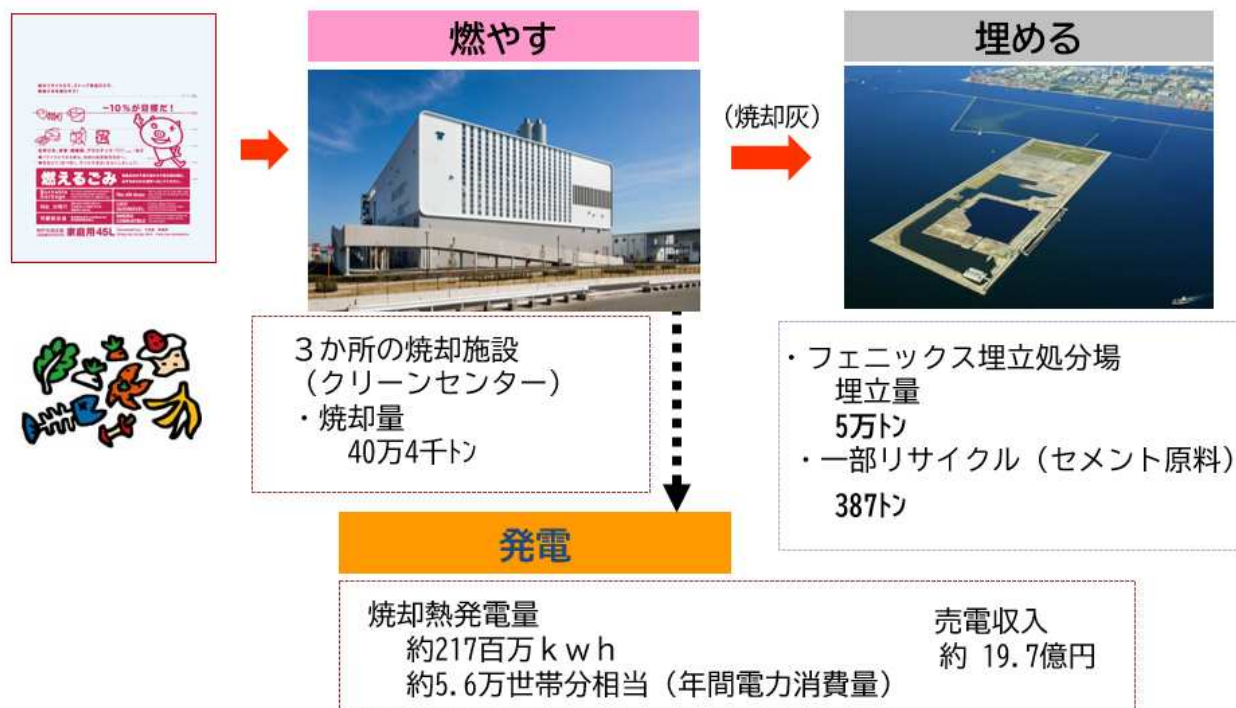 燃やす
埋める
－10%が目標だ！
燃えるごみ
家庭用45L
(焼却灰)
３か所の焼却施設
（クリーンセンター）
・焼却量
40万4千ﾄﾝ
・フェニックス埋立処分場
埋立量
5万ﾄﾝ
・一部リサイクル（セメント原料）
387ﾄﾝ
発電
焼却熱発電量
約217百万ｋｗｈ
約5.6万世帯分相当（年間電力消費量）
売電収入
約 19.7億円